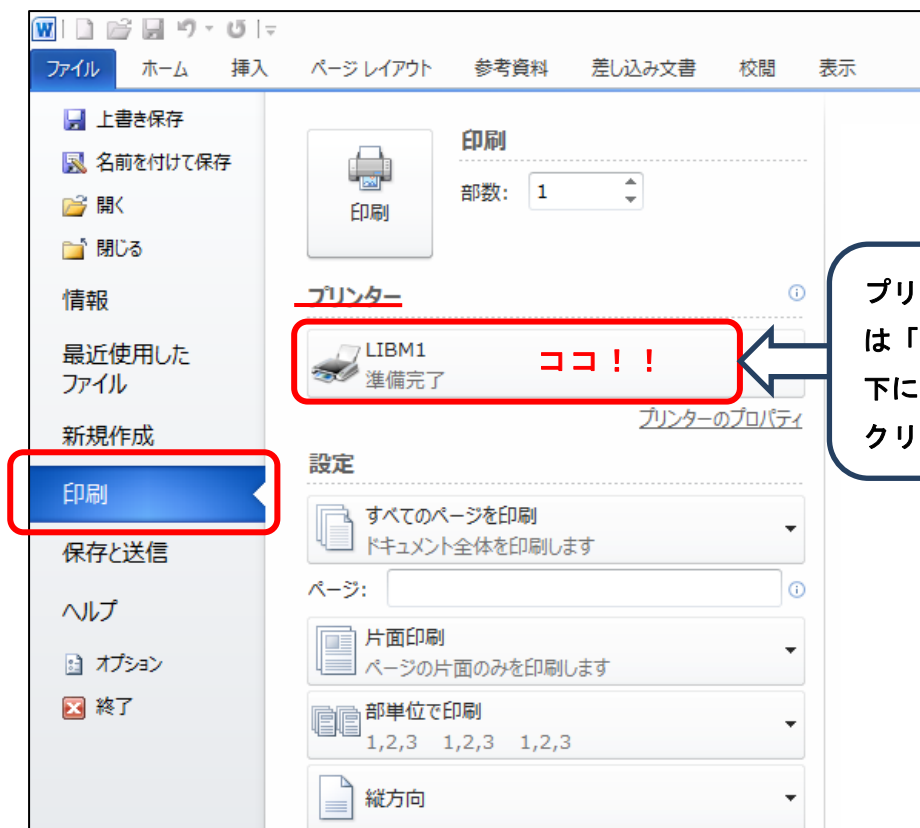 ファイル ホーム 挿入 ページ レイアウト 参考資料 差し込み文書 校閲 表示
上書き保存
名前を付けて保存
開く
閉じる
情報
最近使用した
ファイル
新規作成
印刷
保存と送信
ヘルプ
オプション
終了
印刷
印刷
部数: 1
プリンター
LIBM1
準備完了
ココ!!
プリンターのプロパティ
設定
すべてのページを印刷
ドキュメント全体を印刷します
ページ:
片面印刷
ページの片面のみを印刷します
部単位で印刷
1,2,3 1,2,3 1,2,3
縦方向
プリ
は「
下に
クリ